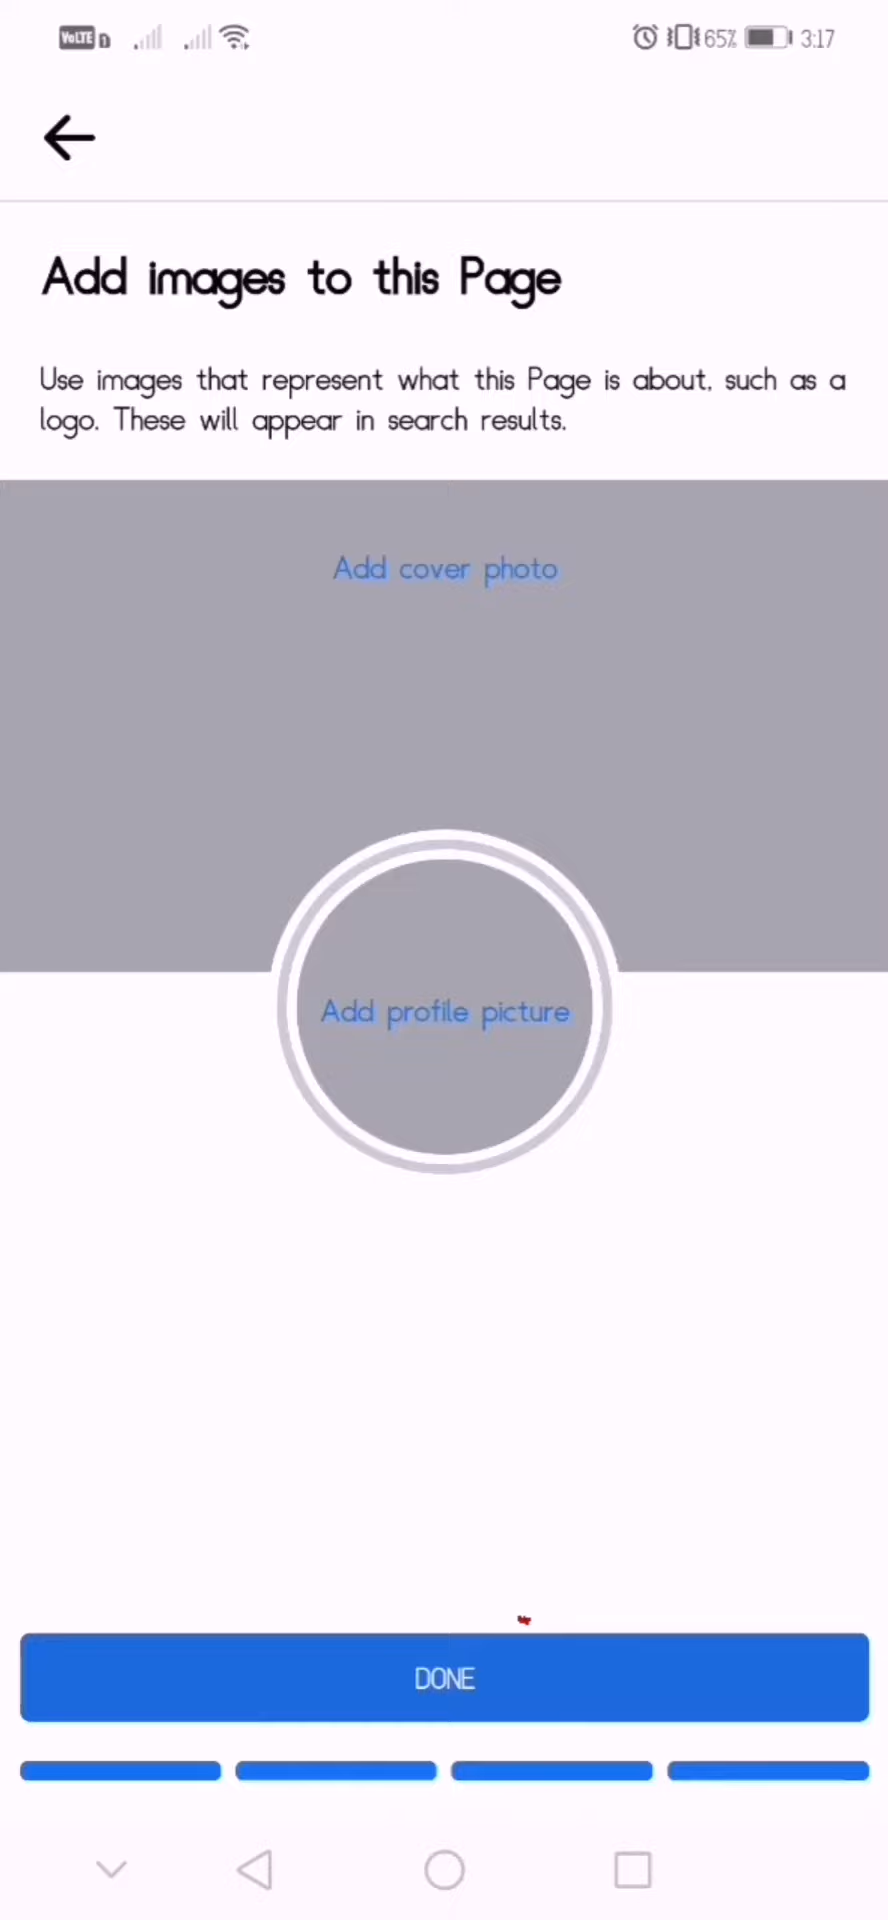 VoLTE 1 65% 3:17
Add images to this Page
Use images that represent what this Page is about, such as a
logo. These will appear in search results.
Add cover photo
Add profile picture
DONE